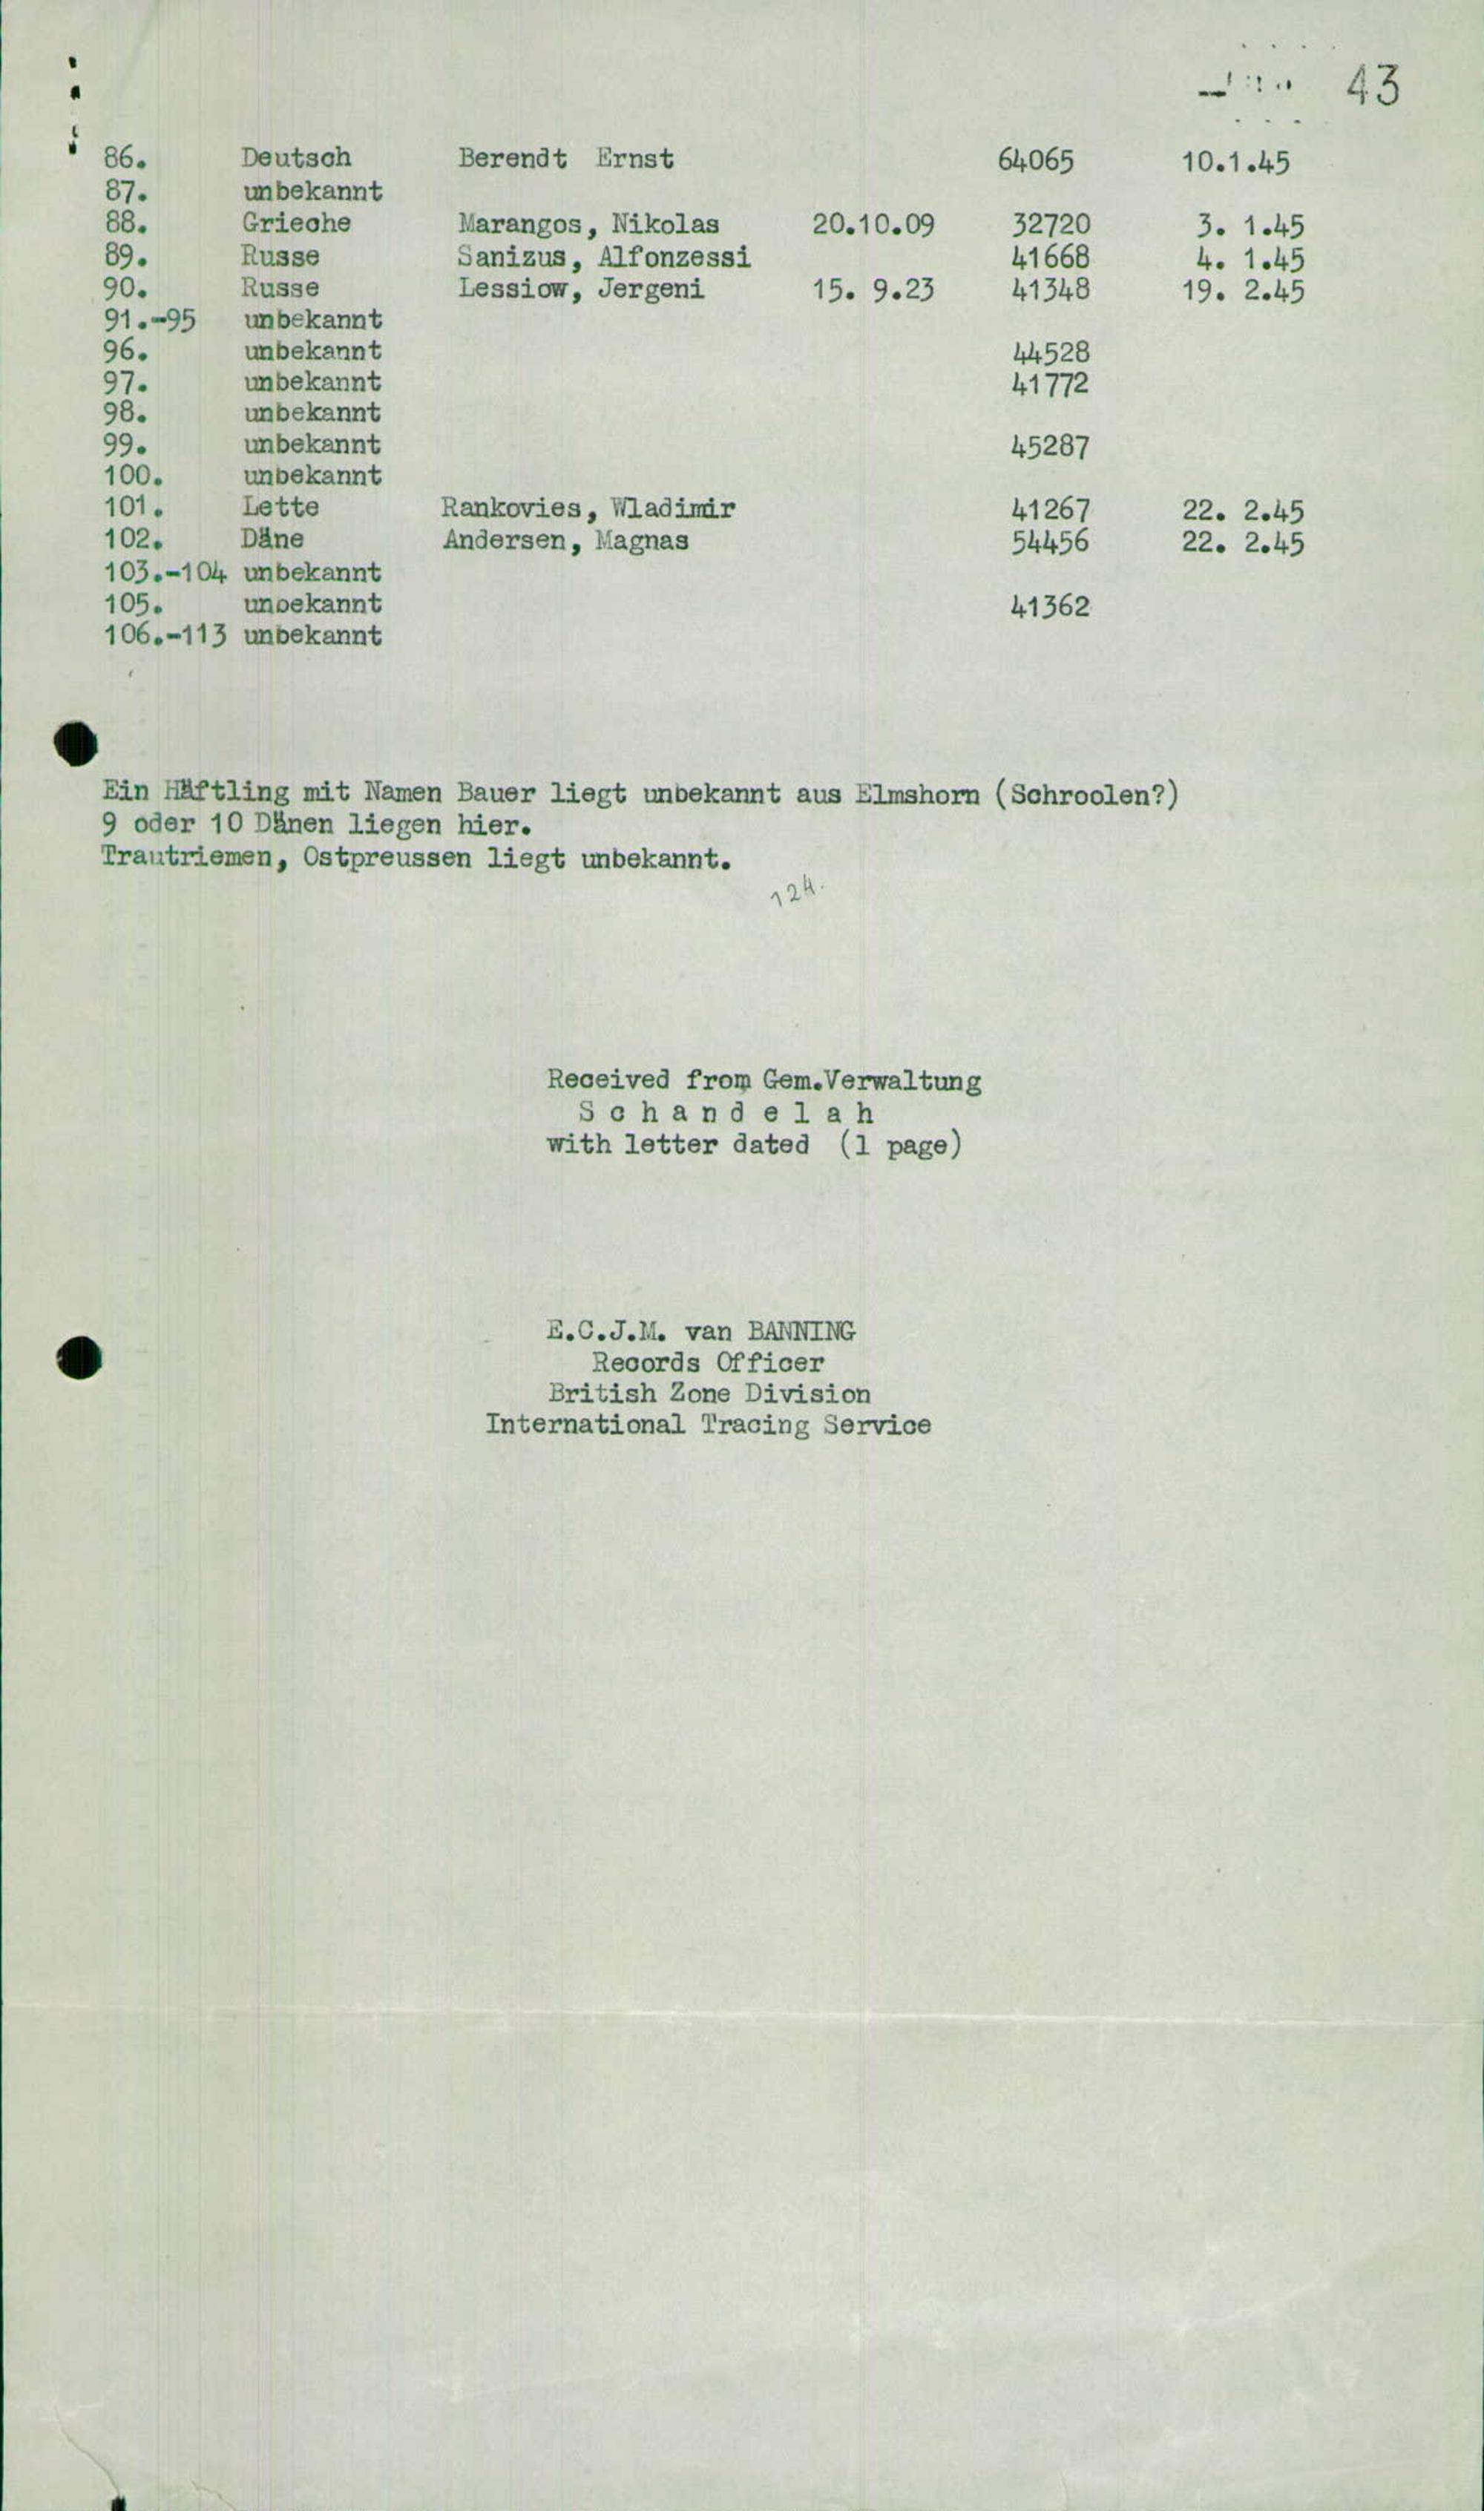 43
86. Deutsch Berendt Ernst 64065 10.1.45
87. unbekannt
88. Grieche Marangos, Nikolas 20.10.09 32720 3. 1.45
89. Russe Sanizus, Alfonzessi 41668 4. 1.45
90. Russe Lessiow, Jergeni 15. 9.23 41348 19. 2.45
91.-95 unbekannt
96. unbekannt 44528
97. unbekannt 41772
98. unbekannt
99. unbekannt 45287
100. unbekannt
101. Lette Rankovies, Wladimir 41267 22. 2.45
102. Däne Andersen, Magnas 54456 22. 2.45
103.-104 unbekannt
105. unbekannt 41362
106.-113 unbekannt
Ein Häftling mit Namen Bauer liegt unbekannt aus Elmshorn (Schroolen?)
9 oder 10 Dänen liegen hier.
Trautriemen, Ostpreussen liegt unbekannt.
124.
Received from Gem.Verwaltung
S c h a n d e l a h
with letter dated (1 page)
E.C.J.M. van BANNING
Records Officer
British Zone Division
International Tracing Service